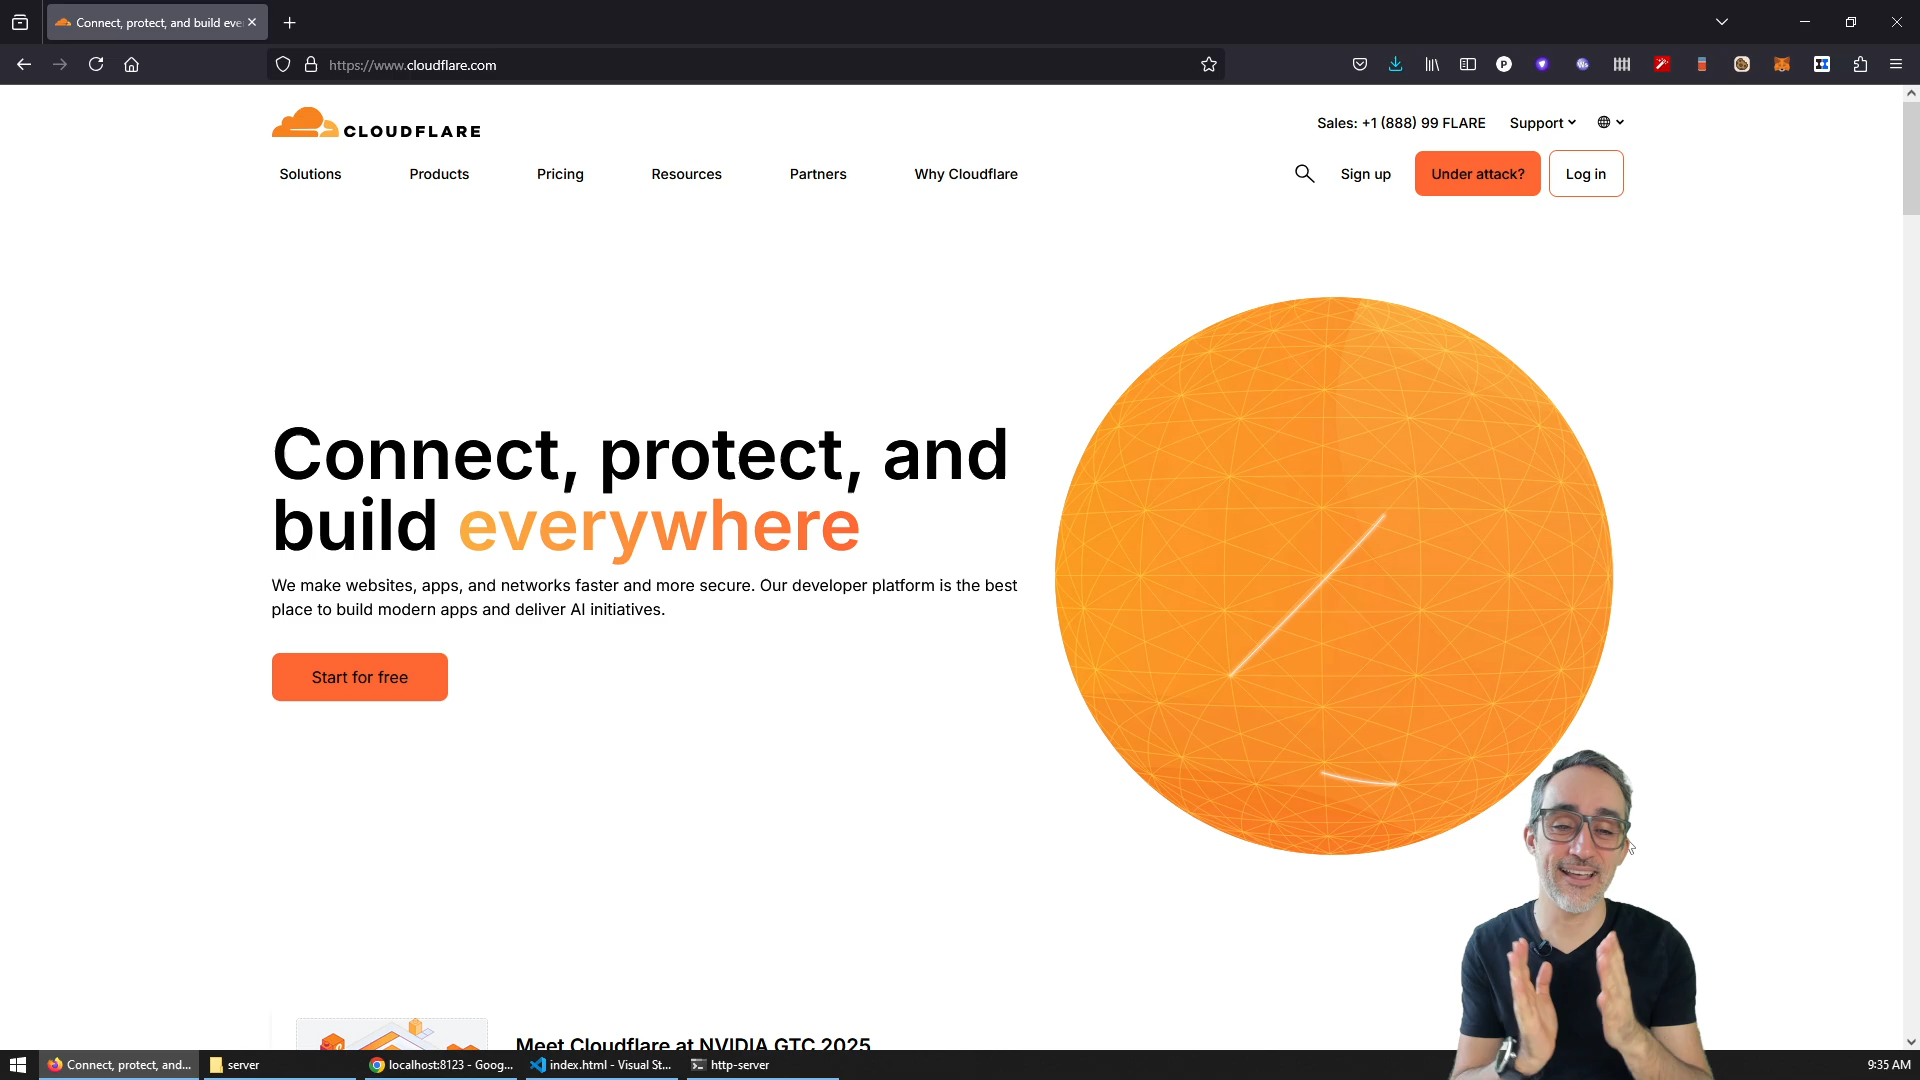 Connect, protect, and build eve
https://www.cloudflare.com
CLOUDFLARE
Sales: +1 (888) 99 FLARE
Support
Solutions
Products
Pricing
Resources
Partners
Why Cloudflare
Sign up
Under attack?
Log in
Connect, protect, and
build everywhere
We make websites, apps, and networks faster and more secure. Our developer platform is the best
place to build modern apps and deliver AI initiatives.
Start for free
Meet Cloudflare at NVIDIA GTC 2025
Connect, protect, and...
server
localhost:8123 - Goog...
index.html - Visual St...
http-server
9:35 AM